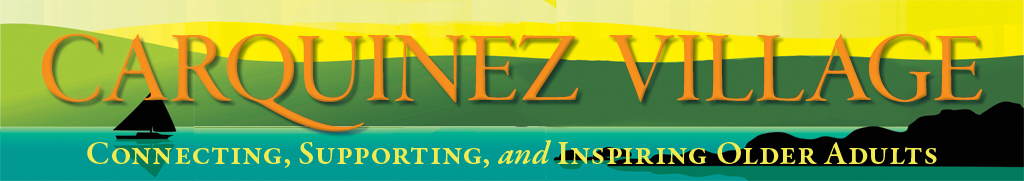 CARQUINEZ VILLAGE
CONNECTING, SUPPORTING, and INSPIRING OLDER ADULTS